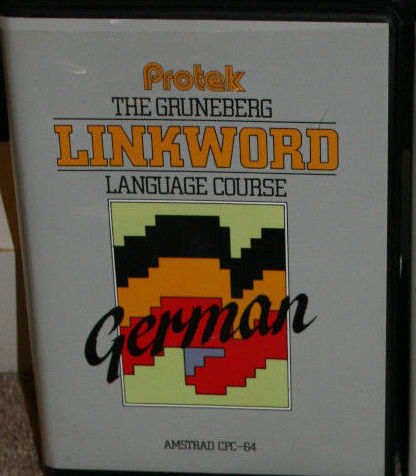 Protek
THE GRUNEBERG
LINKWORD
LANGUAGE COURSE
German
AMSTRAD CPC-64